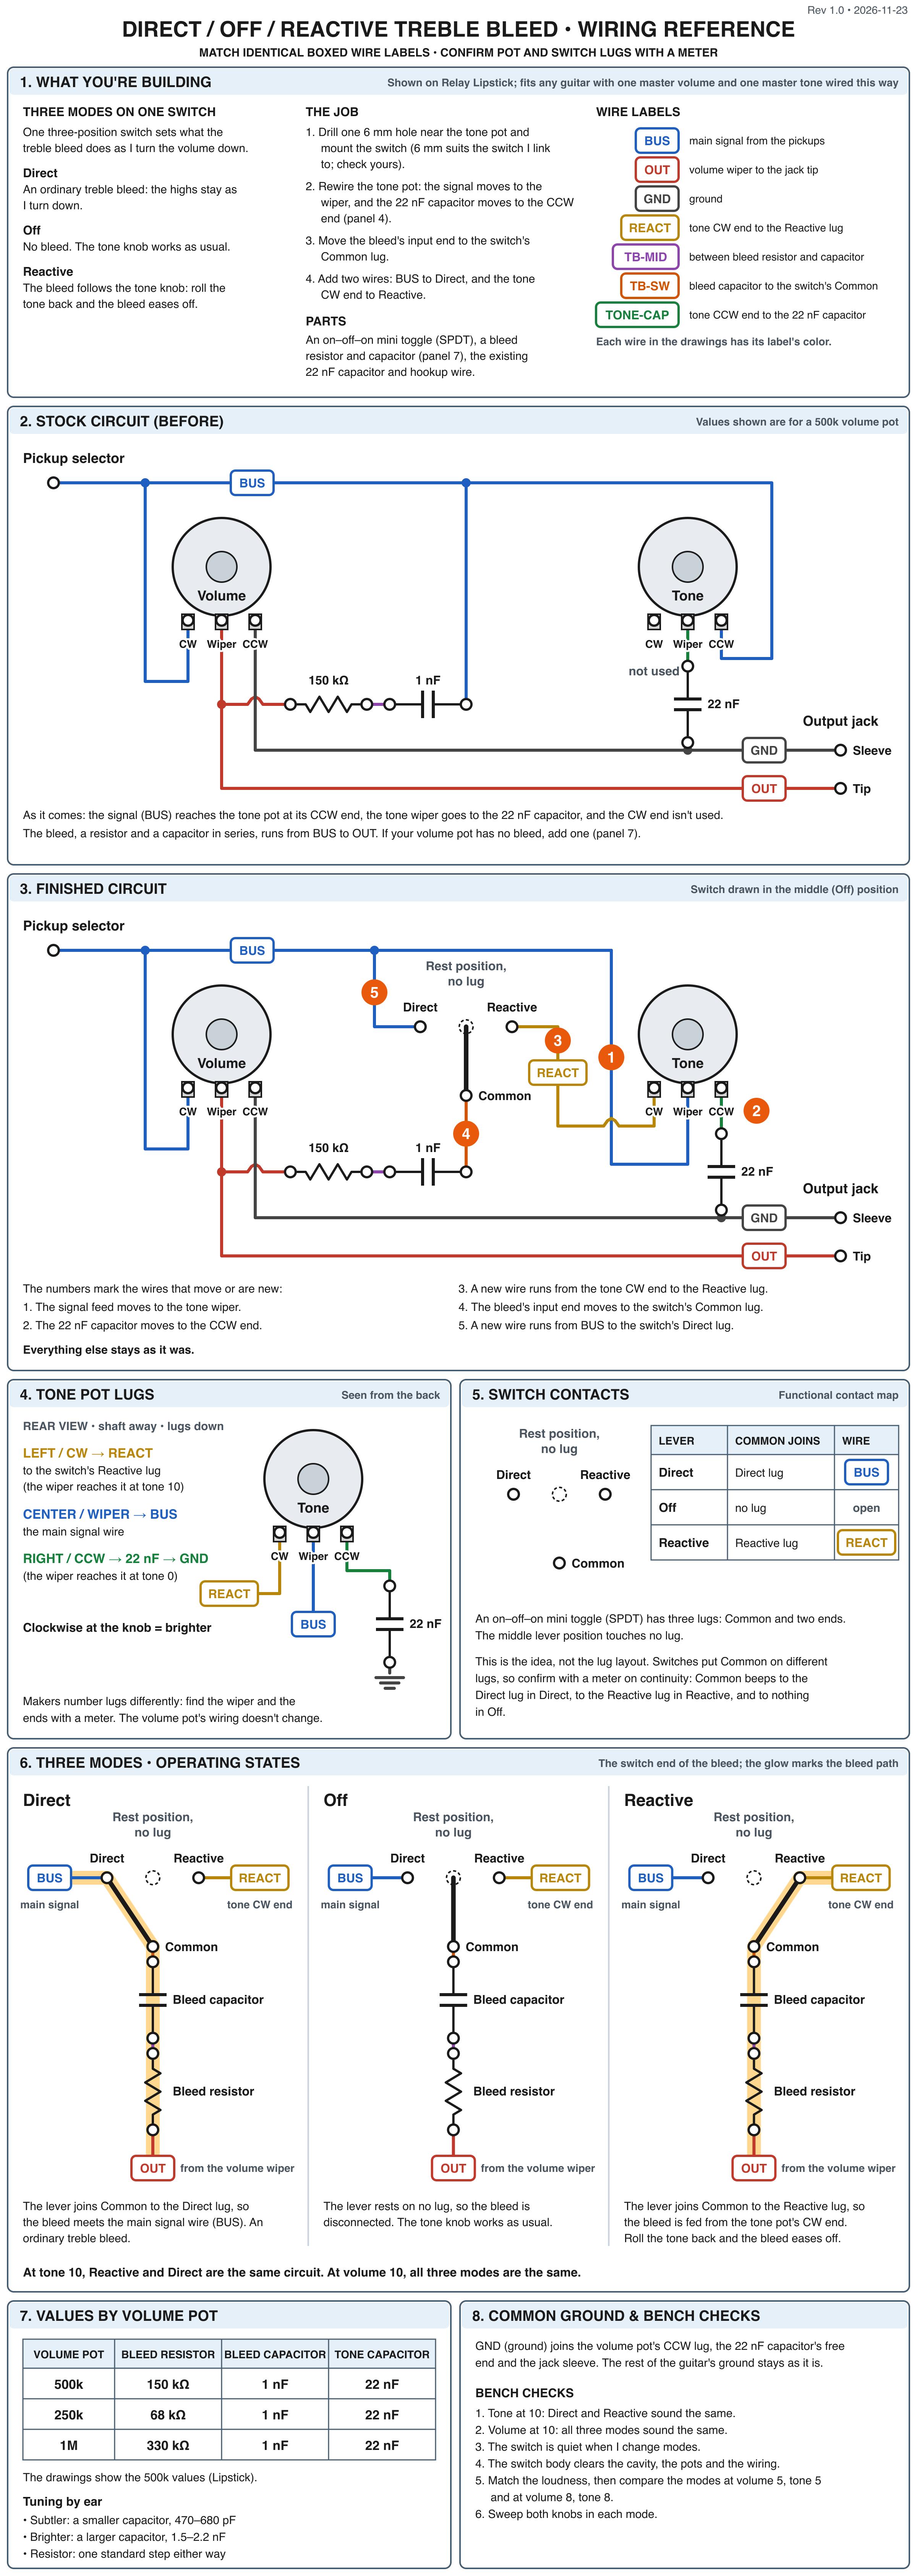 Rev 1.0 • 2026-11-23
DIRECT / OFF / REACTIVE TREBLE BLEED • WIRING REFERENCE
MATCH IDENTICAL BOXED WIRE LABELS • CONFIRM POT AND SWITCH LUGS WITH A METER
1. WHAT YOU'RE BUILDING
Shown on Relay Lipstick; fits any guitar with one master volume and one master tone wired this way
THREE MODES ON ONE SWITCH
One three-position switch sets what the
treble bleed does as I turn the volume down.
Direct
An ordinary treble bleed: the highs stay as
I turn down.
Off
No bleed. The tone knob works as usual.
Reactive
The bleed follows the tone knob: roll the
tone back and the bleed eases off.
THE JOB
1. Drill one 6 mm hole near the tone pot and
mount the switch (6 mm suits the switch I link
to; check yours).
2. Rewire the tone pot: the signal moves to the
wiper, and the 22 nF capacitor moves to the CCW
end (panel 4).
3. Move the bleed's input end to the switch's
Common lug.
4. Add two wires: BUS to Direct, and the tone
CW end to Reactive.
PARTS
An on–off–on mini toggle (SPDT), a bleed
resistor and capacitor (panel 7), the existing
22 nF capacitor and hookup wire.
WIRE LABELS
BUS main signal from the pickups
OUT volume wiper to the jack tip
GND ground
REACT tone CW end to the Reactive lug
TB-MID between bleed resistor and capacitor
TB-SW bleed capacitor to the switch's Common
TONE-CAP tone CCW end to the 22 nF capacitor
Each wire in the drawings has its label's color.
2. STOCK CIRCUIT (BEFORE)
Values shown are for a 500k volume pot
Pickup selector
BUS
Volume
Tone
CW Wiper CCW
CW Wiper CCW
not used
150 kΩ
1 nF
22 nF
Output jack
GND
Sleeve
OUT
Tip
As it comes: the signal (BUS) reaches the tone pot at its CCW end, the tone wiper goes to the 22 nF capacitor, and the CW end isn't used.
The bleed, a resistor and a capacitor in series, runs from BUS to OUT. If your volume pot has no bleed, add one (panel 7).
3. FINISHED CIRCUIT
Switch drawn in the middle (Off) position
Pickup selector
BUS
Rest position,
no lug
5
Direct
Reactive
3
1
Volume
Tone
REACT
Common
CW Wiper CCW
CW Wiper CCW
2
4
150 kΩ
1 nF
22 nF
Output jack
GND
Sleeve
OUT
Tip
The numbers mark the wires that move or are new:
1. The signal feed moves to the tone wiper.
2. The 22 nF capacitor moves to the CCW end.
3. A new wire runs from the tone CW end to the Reactive lug.
4. The bleed's input end moves to the switch's Common lug.
5. A new wire runs from BUS to the switch's Direct lug.
Everything else stays as it was.
4. TONE POT LUGS
Seen from the back
REAR VIEW • shaft away • lugs down
LEFT / CW → REACT
to the switch's Reactive lug
(the wiper reaches it at tone 10)
CENTER / WIPER → BUS
the main signal wire
RIGHT / CCW → 22 nF → GND
(the wiper reaches it at tone 0)
Clockwise at the knob = brighter
Tone
CW Wiper CCW
REACT
BUS
22 nF
Makers number lugs differently: find the wiper and the
ends with a meter. The volume pot's wiring doesn't change.
5. SWITCH CONTACTS
Functional contact map
Rest position,
no lug
Direct
Reactive
Common
LEVER COMMON JOINS WIRE
Direct Direct lug BUS
Off no lug open
Reactive Reactive lug REACT
An on–off–on mini toggle (SPDT) has three lugs: Common and two ends.
The middle lever position touches no lug.
This is the idea, not the lug layout. Switches put Common on different
lugs, so confirm with a meter on continuity: Common beeps to the
Direct lug in Direct, to the Reactive lug in Reactive, and to nothing
in Off.
6. THREE MODES • OPERATING STATES
The switch end of the bleed; the glow marks the bleed path
Direct
Rest position,
no lug
Direct
Reactive
BUS
REACT
main signal
tone CW end
Common
Bleed capacitor
Bleed resistor
OUT from the volume wiper
The lever joins Common to the Direct lug, so
the bleed meets the main signal wire (BUS). An
ordinary treble bleed.
Off
Rest position,
no lug
Direct
Reactive
BUS
REACT
main signal
tone CW end
Common
Bleed capacitor
Bleed resistor
OUT from the volume wiper
The lever rests on no lug, so the bleed is
disconnected. The tone knob works as usual.
Reactive
Rest position,
no lug
Direct
Reactive
BUS
REACT
main signal
tone CW end
Common
Bleed capacitor
Bleed resistor
OUT from the volume wiper
The lever joins Common to the Reactive lug, so
the bleed is fed from the tone pot's CW end.
Roll the tone back and the bleed eases off.
At tone 10, Reactive and Direct are the same circuit. At volume 10, all three modes are the same.
7. VALUES BY VOLUME POT
VOLUME POT BLEED RESISTOR BLEED CAPACITOR TONE CAPACITOR
500k 150 kΩ 1 nF 22 nF
250k 68 kΩ 1 nF 22 nF
1M 330 kΩ 1 nF 22 nF
The drawings show the 500k values (Lipstick).
Tuning by ear
• Subtler: a smaller capacitor, 470–680 pF
• Brighter: a larger capacitor, 1.5–2.2 nF
• Resistor: one standard step either way
8. COMMON GROUND & BENCH CHECKS
GND (ground) joins the volume pot's CCW lug, the 22 nF capacitor's free
end and the jack sleeve. The rest of the guitar's ground stays as it is.
BENCH CHECKS
1. Tone at 10: Direct and Reactive sound the same.
2. Volume at 10: all three modes sound the same.
3. The switch is quiet when I change modes.
4. The switch body clears the cavity, the pots and the wiring.
5. Match the loudness, then compare the modes at volume 5, tone 5
and at volume 8, tone 8.
6. Sweep both knobs in each mode.